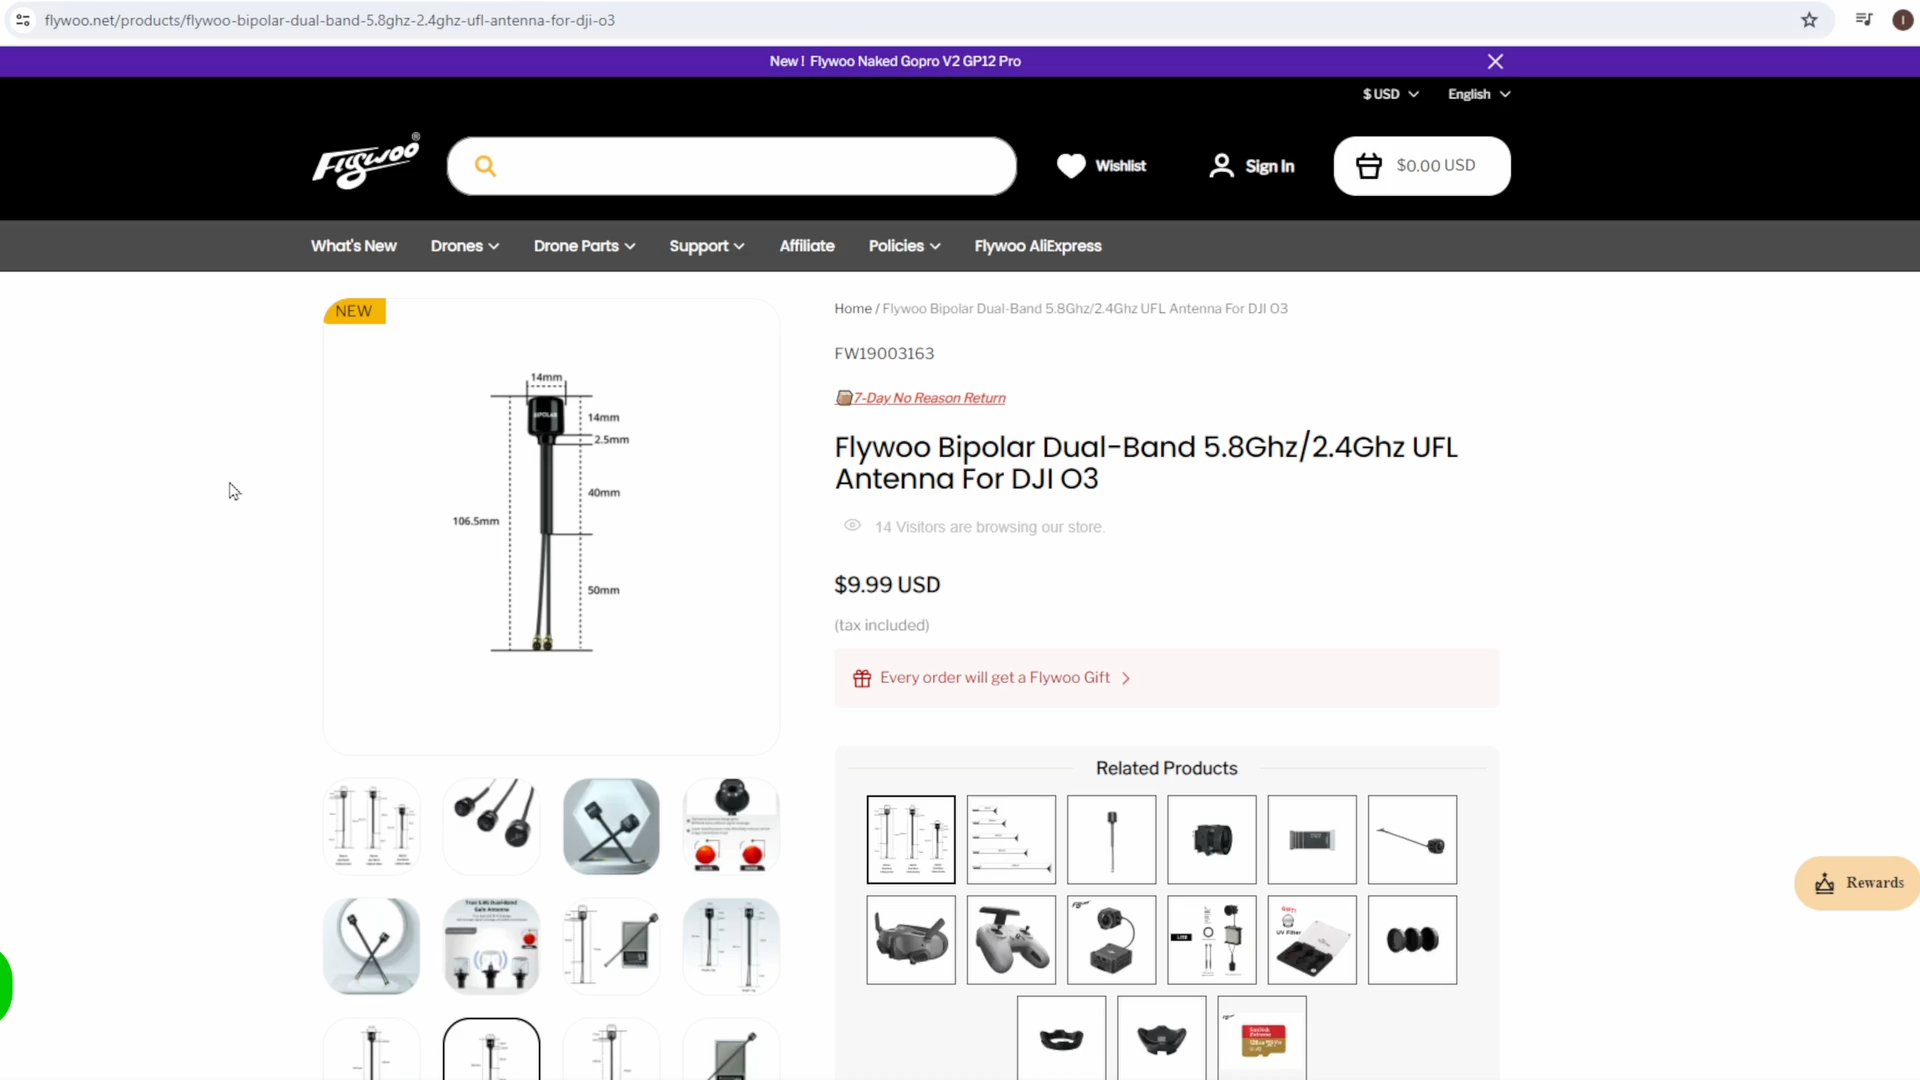 flywoo.net/products/flywoo-bipolar-dual-band-5.8ghz-2.4ghz-ufl-antenna-for-dji-o3
I
New ! Flywoo Naked Gopro V2 GP12 Pro
$ USD
English
Flywoo®
Wishlist
Sign In
$0.00 USD
What's New
Drones
Drone Parts
Support
Affiliate
Policies
Flywoo AliExpress
NEW
14mm
BIPOLAR
14mm
2.5mm
40mm
106.5mm
50mm
Home / Flywoo Bipolar Dual-Band 5.8Ghz/2.4Ghz UFL Antenna For DJI O3
FW19003163
7-Day No Reason Return
Flywoo Bipolar Dual-Band 5.8Ghz/2.4Ghz UFL
Antenna For DJI O3
14 Visitors are browsing our store.
$9.99 USD
(tax included)
Every order will get a Flywoo Gift
Related Products
LITE
UV Filter
Rewards